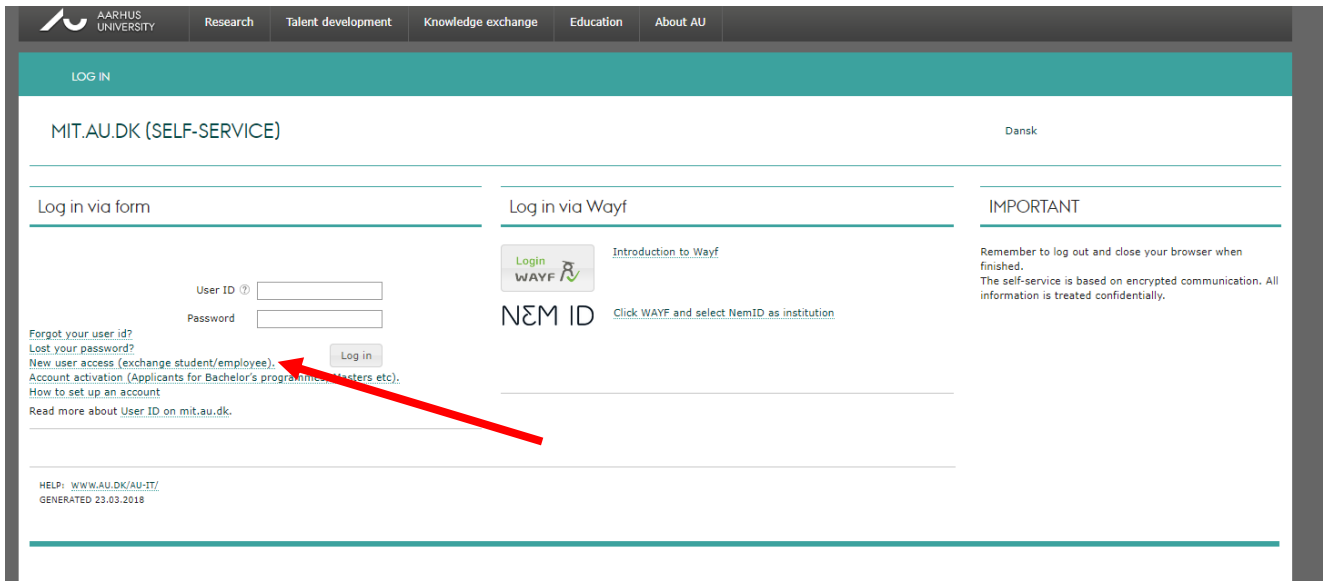 AARHUS
UNIVERSITY
Research
Talent development
Knowledge exchange
Education
About AU
LOG IN
MIT.AU.DK (SELF-SERVICE)
Dansk
Log in via form
User ID ?
Password
Forgot your user id?
Lost your password?
Log in
New user access (exchange student/employee).
Account activation (Applicants for Bachelor's programmes, Masters etc).
How to set up an account
Read more about User ID on mit.au.dk.
Log in via Wayf
Login
WAYF
Introduction to Wayf
NEM ID
Click WAYF and select NemID as institution
IMPORTANT
Remember to log out and close your browser when
finished.
The self-service is based on encrypted communication. All
information is treated confidentially.
HELP: WWW.AU.DK/AU-IT/
GENERATED 23.03.2018